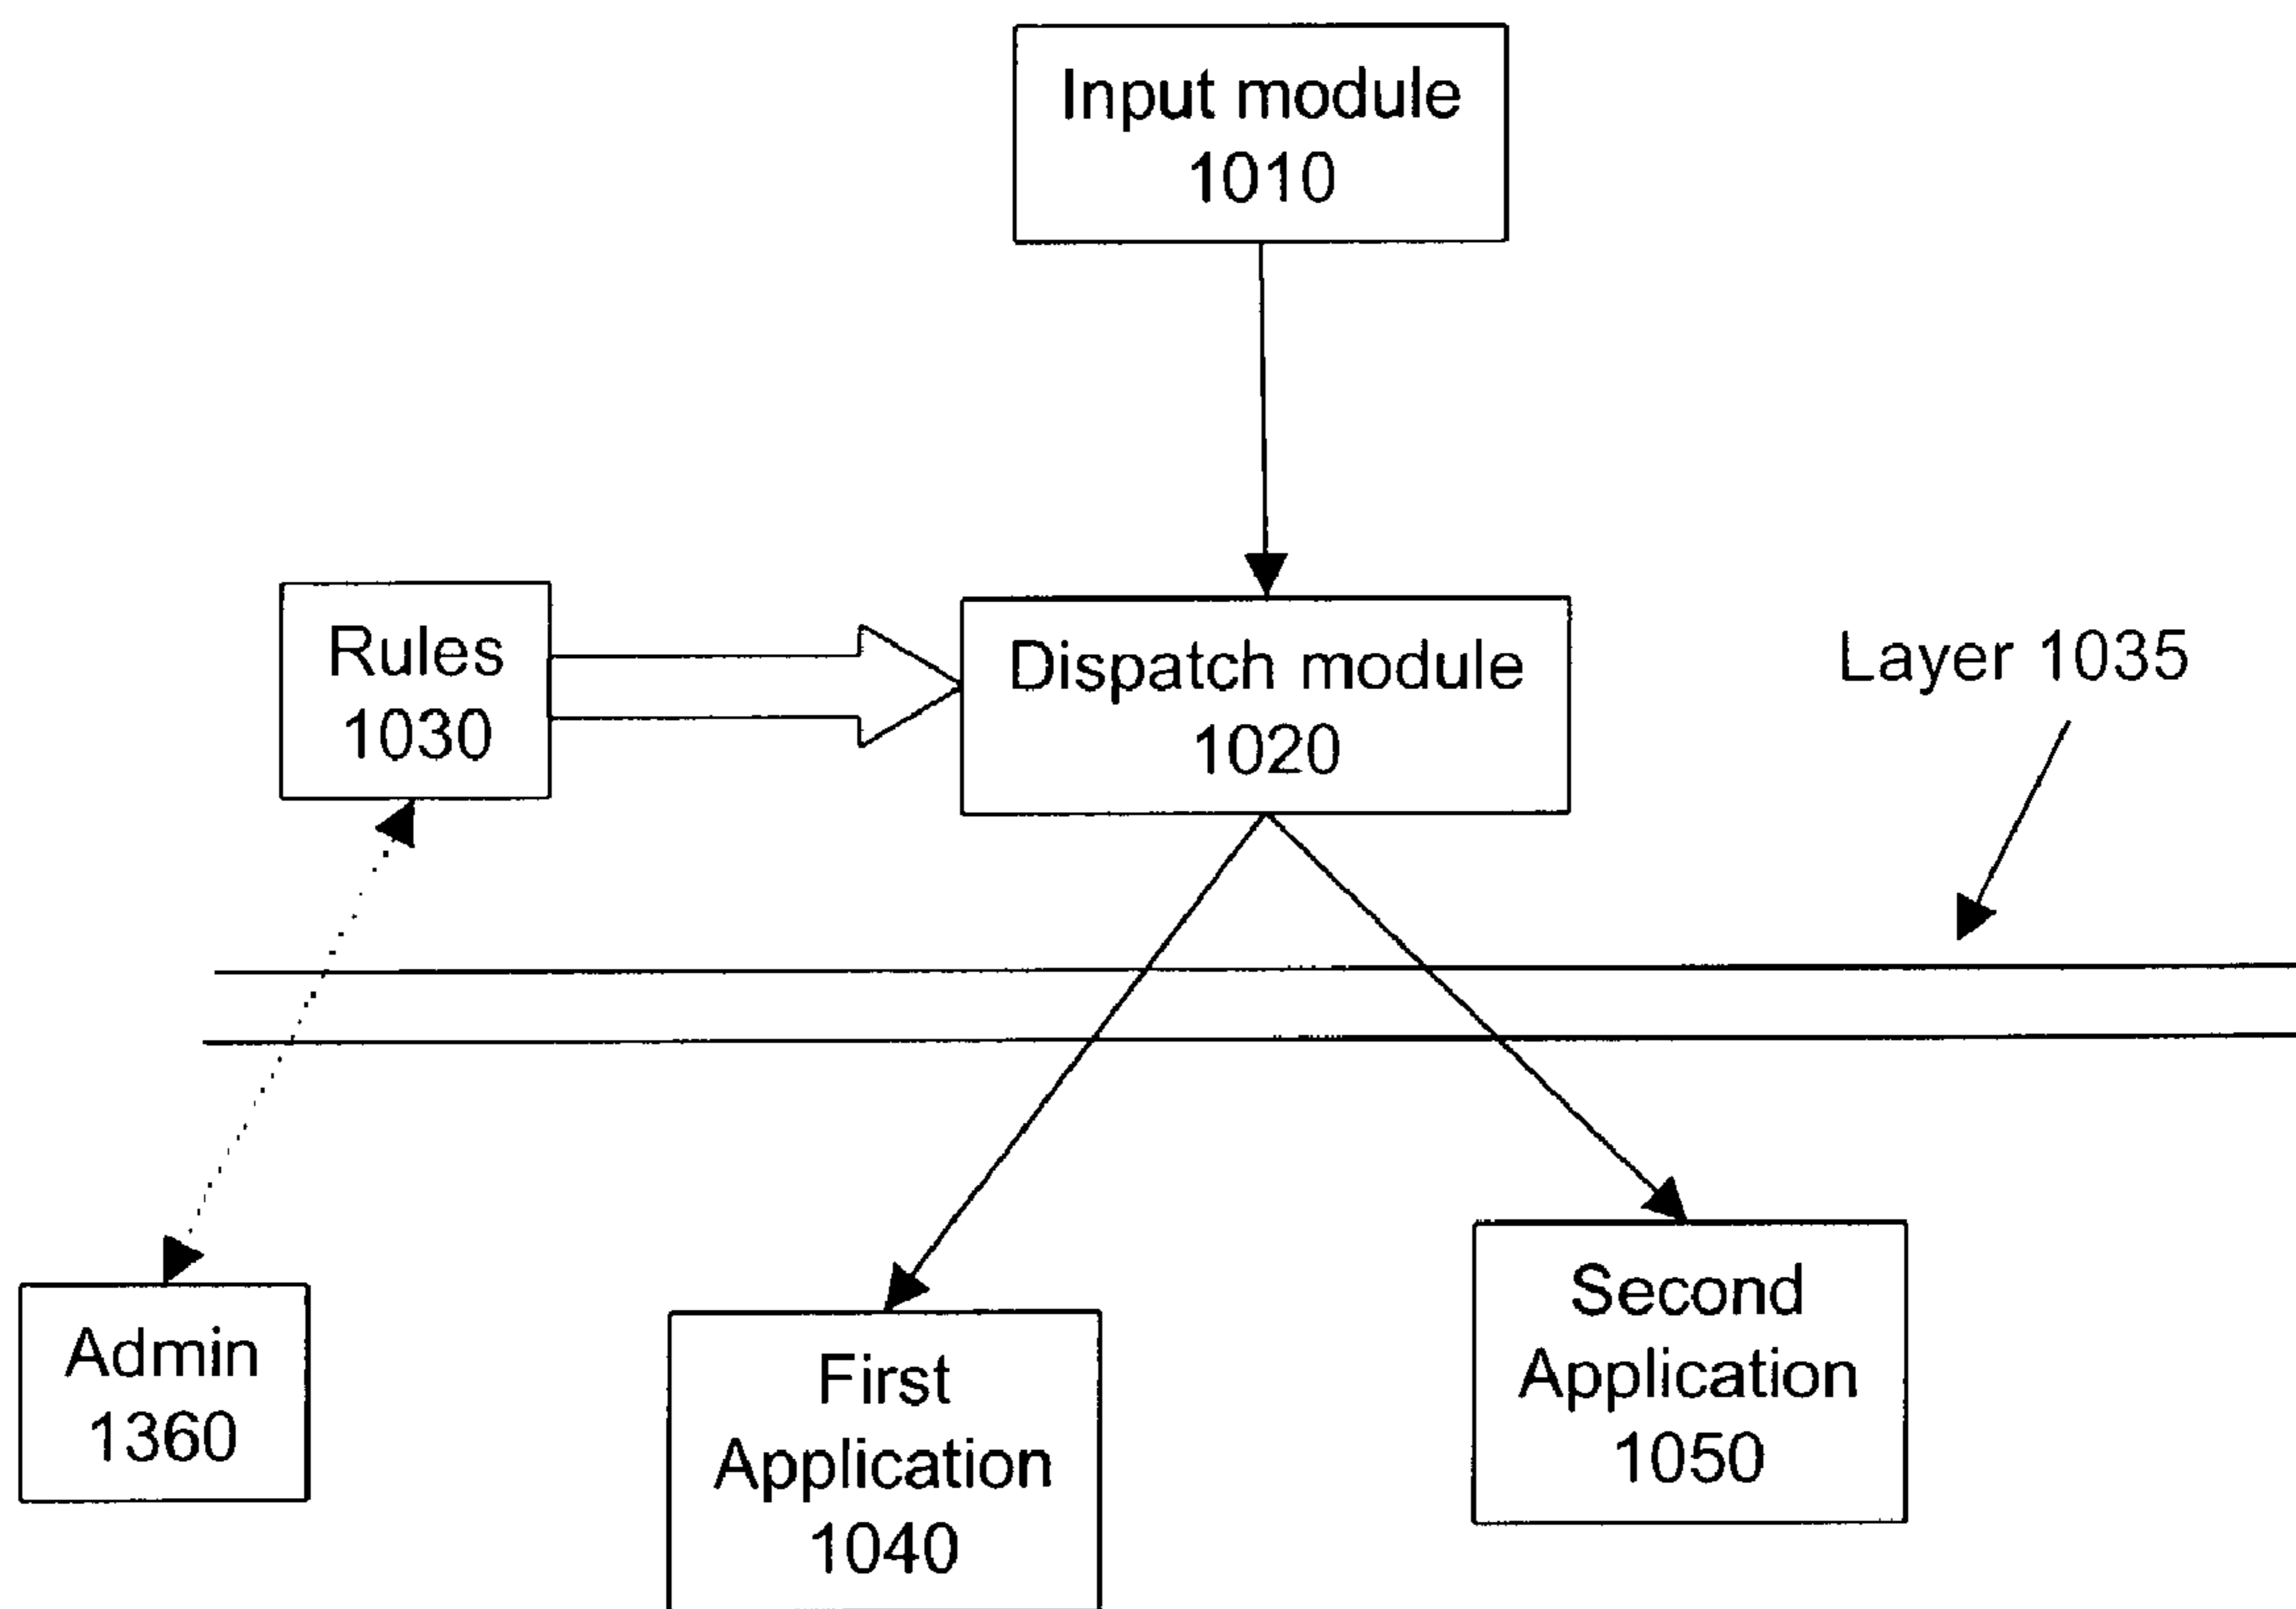 Input module
1010
Rules
1030
Dispatch module
1020
Layer 1035
Admin
1360
First
Application
1040
Second
Application
1050